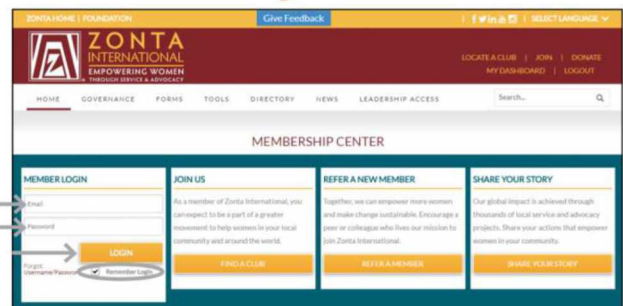 ZONTA HOME | FOUNDATION
Give Feedback
SELECT LANGUAGE
ZONTA
INTERNATIONAL
EMPOWERING WOMEN
THROUGH SERVICE & ADVOCACY
LOCATE A CLUB | JOIN | DONATE
MY DASHBOARD | LOGOUT
HOME GOVERNANCE FORMS TOOLS DIRECTORY NEWS LEADERSHIP ACCESS Search...
MEMBERSHIP CENTER
MEMBER LOGIN
Email
Password
LOGIN
Forgot
Username/Password
Remember Login
JOIN US
As a member of Zonta International, you
can expect to be a part of a greater
movement to help women in your local
community and around the world.
FIND A CLUB
REFER A NEW MEMBER
Together, we can empower more women
and make change sustainable. Encourage a
peer or colleague who lives our mission to
join Zonta International.
REFER A MEMBER
SHARE YOUR STORY
Our global impact is achieved through
thousands of local service and advocacy
projects. Share your actions that empower
women in your community.
SHARE YOUR STORY